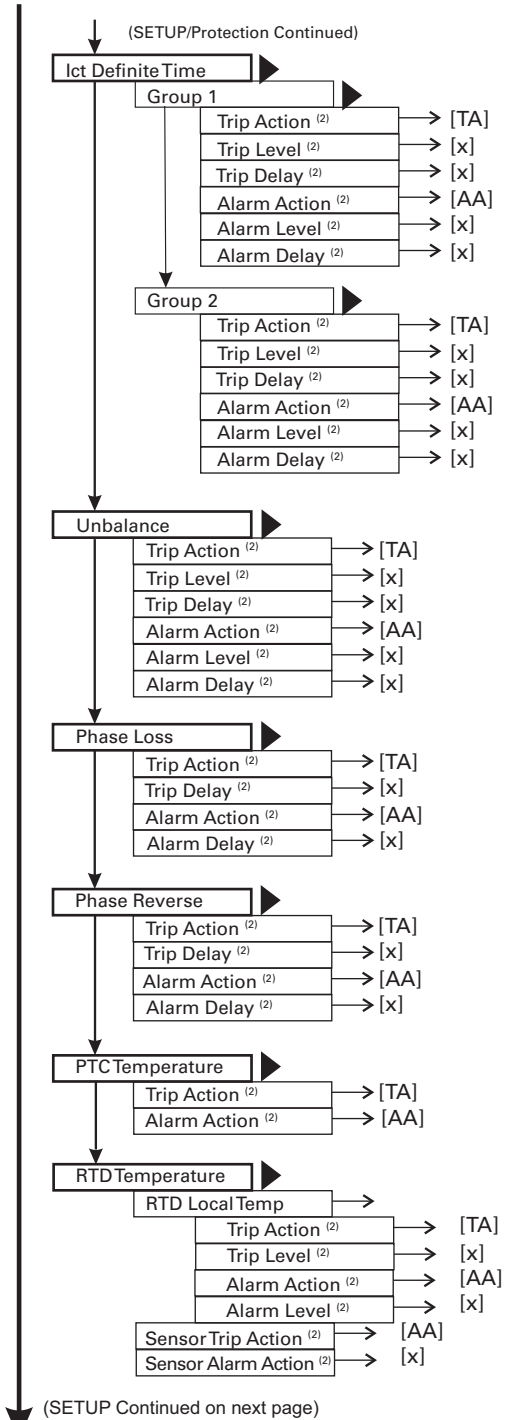 (SETUP/Protection Continued)
Ict Definite Time
Group 1
Trip Action (2) [TA]
Trip Level (2) [x]
Trip Delay (2) [x]
Alarm Action (2) [AA]
Alarm Level (2) [x]
Alarm Delay (2) [x]
Group 2
Trip Action (2) [TA]
Trip Level (2) [x]
Trip Delay (2) [x]
Alarm Action (2) [AA]
Alarm Level (2) [x]
Alarm Delay (2) [x]
Unbalance
Trip Action (2) [TA]
Trip Level (2) [x]
Trip Delay (2) [x]
Alarm Action (2) [AA]
Alarm Level (2) [x]
Alarm Delay (2) [x]
Phase Loss
Trip Action (2) [TA]
Trip Delay (2) [x]
Alarm Action (2) [AA]
Alarm Delay (2) [x]
Phase Reverse
Trip Action (2) [TA]
Trip Delay (2) [x]
Alarm Action (2) [AA]
Alarm Delay (2) [x]
PTC Temperature
Trip Action (2) [TA]
Alarm Action (2) [AA]
RTD Temperature
RTD Local Temp
Trip Action (2) [TA]
Trip Level (2) [x]
Alarm Action (2) [AA]
Alarm Level (2) [x]
Sensor Trip Action (2) [AA]
Sensor Alarm Action (2) [x]
(SETUP Continued on next page)